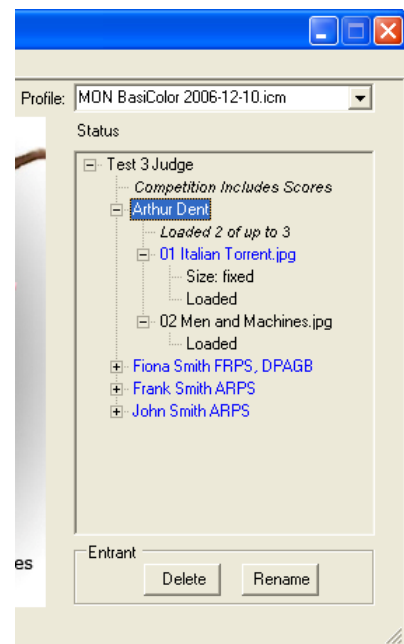 Profile: MON BasiColor 2006-12-10.icm
Status
Test 3 Judge
Competition Includes Scores
Arthur Dent
Loaded 2 of up to 3
01 Italian Torrent.jpg
Size: fixed
Loaded
02 Men and Machines.jpg
Loaded
Fiona Smith FRPS, DPAGB
Frank Smith ARPS
John Smith ARPS
es
Entrant
Delete Rename